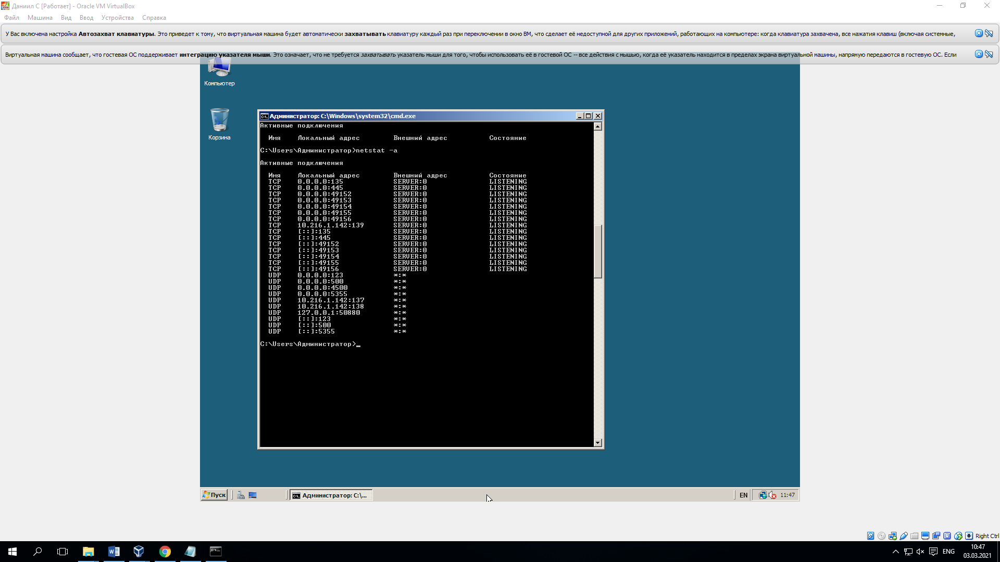 Даниил С [Работает] - Oracle VM VirtualBox
Файл Машина Вид Ввод Устройства Справка
У Вас включена настройка Автозахват клавиатуры. Это приведет к тому, что виртуальная машина будет автоматически захватывать клавиатуру каждый раз при переключении в окно ВМ, что сделает её недоступной для других приложений, работающих на компьютере: когда клавиатура захвачена, все нажатия клавиш (включая системные,
Виртуальная машина сообщает, что гостевая ОС поддерживает интеграцию указателя мыши. Это означает, что не требуется захватывать указатель мыши для того, чтобы использовать её в гостевой ОС -- все действия с мышью, когда её указатель находится в пределах экрана виртуальной машины, напрямую передаются в гостевую ОС. Если
Компьютер
Корзина
Администратор: C:\Windows\system32\cmd.exe
Активные подключения
Имя Локальный адрес Внешний адрес Состояние
C:\Users\Администратор>netstat -a
Активные подключения
Имя Локальный адрес Внешний адрес Состояние
TCP 0.0.0.0:135 SERVER:0 LISTENING
TCP 0.0.0.0:445 SERVER:0 LISTENING
TCP 0.0.0.0:49152 SERVER:0 LISTENING
TCP 0.0.0.0:49153 SERVER:0 LISTENING
TCP 0.0.0.0:49154 SERVER:0 LISTENING
TCP 0.0.0.0:49155 SERVER:0 LISTENING
TCP 0.0.0.0:49156 SERVER:0 LISTENING
TCP 10.216.1.142:139 SERVER:0 LISTENING
TCP [::]:135 SERVER:0 LISTENING
TCP [::]:445 SERVER:0 LISTENING
TCP [::]:49152 SERVER:0 LISTENING
TCP [::]:49153 SERVER:0 LISTENING
TCP [::]:49154 SERVER:0 LISTENING
TCP [::]:49155 SERVER:0 LISTENING
TCP [::]:49156 SERVER:0 LISTENING
UDP 0.0.0.0:123 *:*
UDP 0.0.0.0:500 *:*
UDP 0.0.0.0:4500 *:*
UDP 0.0.0.0:5355 *:*
UDP 10.216.1.142:137 *:*
UDP 10.216.1.142:138 *:*
UDP 127.0.0.1:50880 *:*
UDP [::]:123 *:*
UDP [::]:500 *:*
UDP [::]:5355 *:*
C:\Users\Администратор>_
Пуск Администратор: C:\... EN 11:47
Right Ctrl
ENG 10:47
03.03.2021